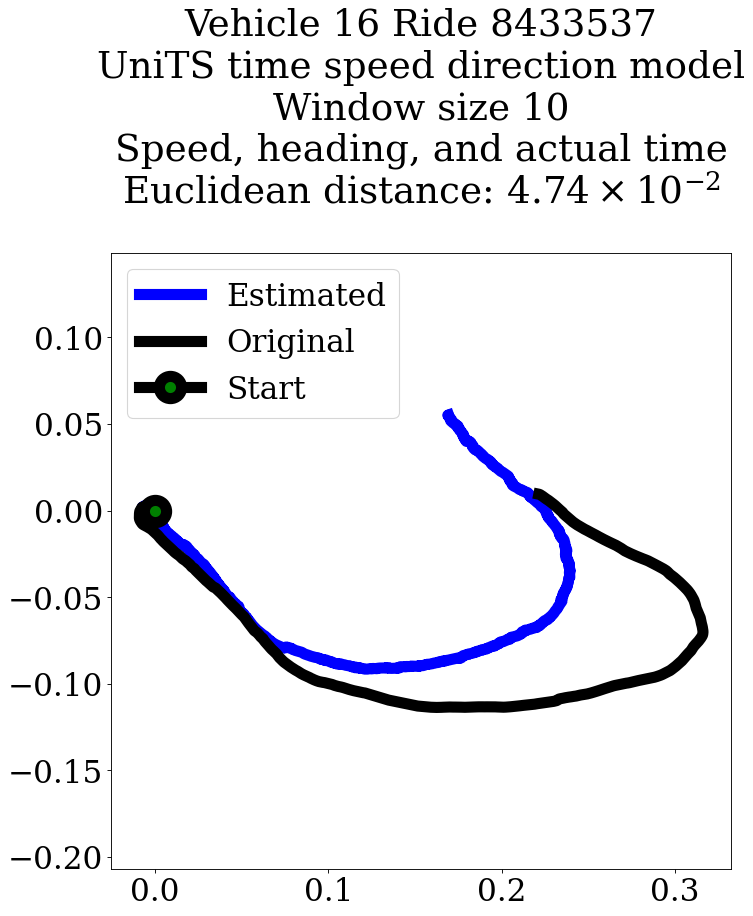 Vehicle 16 Ride 8433537
UniTS time speed direction model
Window size 10
Speed, heading, and actual time
Euclidean distance: 4.74 × 10⁻²
Estimated
Original
Start
0.10
0.05
0.00
−0.05
−0.10
−0.15
−0.20
0.0 0.1 0.2 0.3